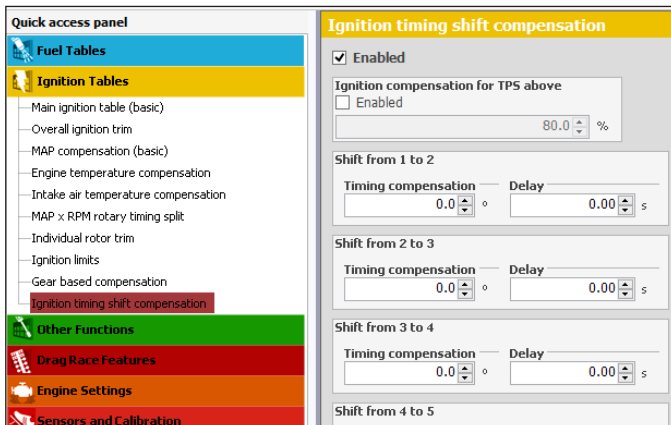 Quick access panel
Fuel Tables
Ignition Tables
Main ignition table (basic)
Overall ignition trim
MAP compensation (basic)
Engine temperature compensation
Intake air temperature compensation
MAP x RPM rotary timing split
Individual rotor trim
Ignition limits
Gear based compensation
Ignition timing shift compensation
Other Functions
Drag Race Features
Engine Settings
Sensors and Calibration
Ignition timing shift compensation
Enabled
Ignition compensation for TPS above
Enabled
80.0 %
Shift from 1 to 2
Timing compensation Delay
0.0 ° 0.00 s
Shift from 2 to 3
Timing compensation Delay
0.0 ° 0.00 s
Shift from 3 to 4
Timing compensation Delay
0.0 ° 0.00 s
Shift from 4 to 5